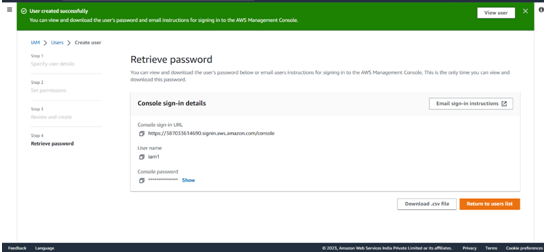 User created successfully
You can view and download the user's password and email instructions for signing in to the AWS Management Console.
View user
IAM > Users > Create user
Step 1
Specify user details
Step 2
Set permissions
Step 3
Review and create
Step 4
Retrieve password
Retrieve password
You can view and download the user's password below or email users instructions for signing in to the AWS Management Console. This is the only time you can view and
download this password.
Console sign-in details
Email sign-in instructions
Console sign-in URL
https://387033614690.signin.aws.amazon.com/console
User name
iam1
Console password
************** Show
Download .csv file
Return to users list
Feedback Language © 2023, Amazon Web Services India Private Limited or its affiliates. Privacy Terms Cookie preferences